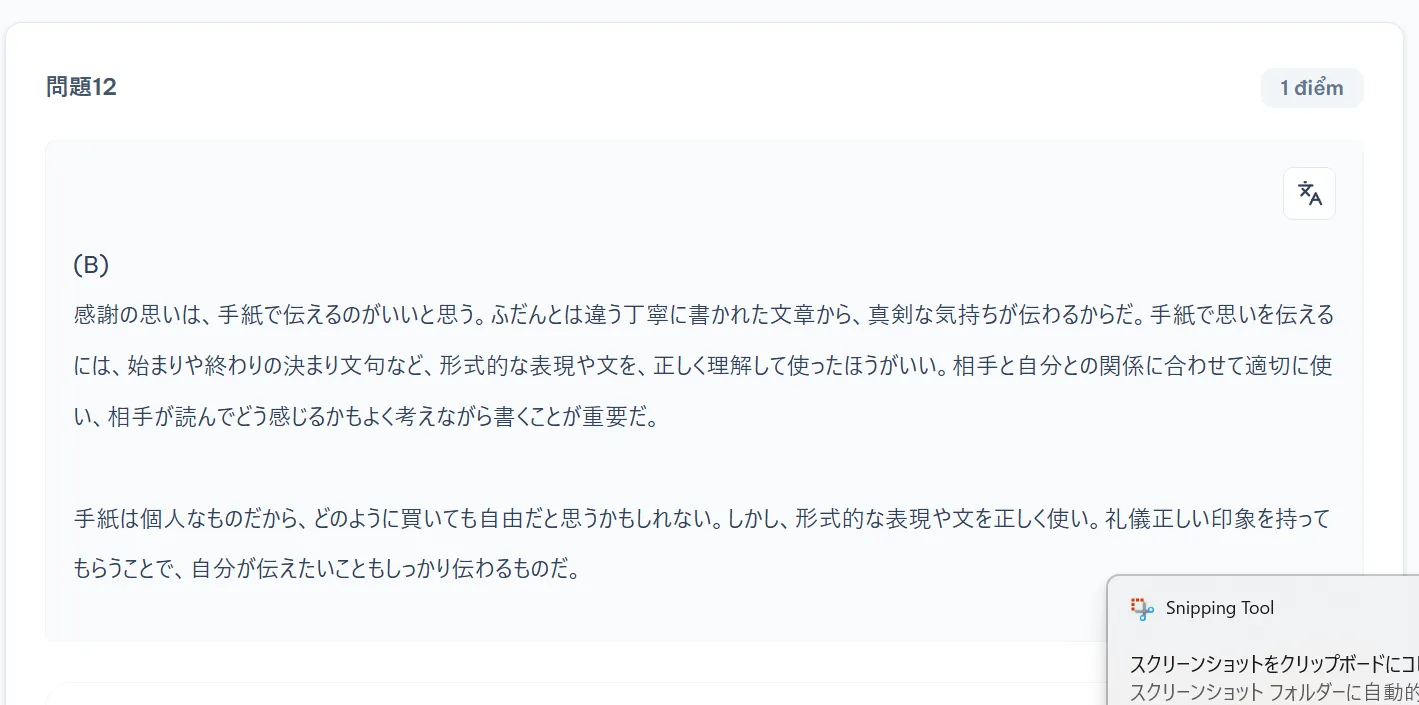 問題12
1 điểm
(B)
感謝の思いは、手紙で伝えるのがいいと思う。ふだんとは違う丁寧に書かれた文章から、真剣な気持ちが伝わるからだ。手紙で思いを伝える
には、始まりや終わりの決まり文句など、形式的な表現や文を、正しく理解して使ったほうがいい。相手と自分との関係に合わせて適切に使
い、相手が読んでどう感じるかもよく考えながら書くことが重要だ。
手紙は個人なものだから、どのように買いても自由だと思うかもしれない。しかし、形式的な表現や文を正しく使い。礼儀正しい印象を持って
もらうことで、自分が伝えたいこともしっかり伝わるものだ。
Snipping Tool
スクリーンショットをクリップボードにコ
スクリーンショット フォルダーに自動的